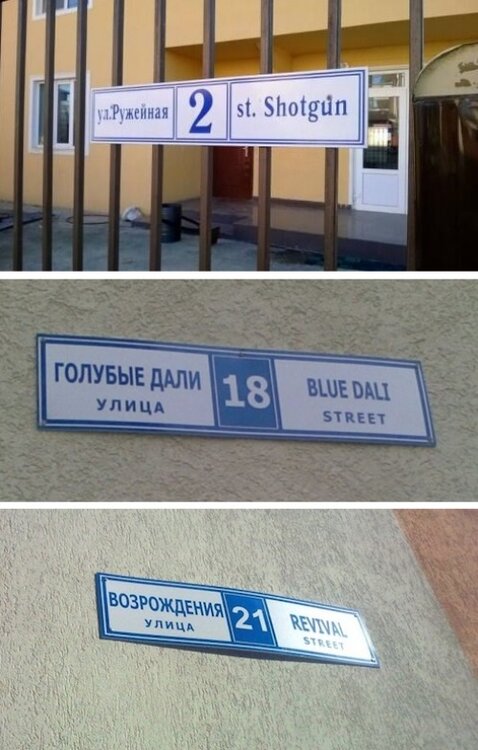 ул.Ружейная 2 st. Shotgun
ГОЛУБЫЕ ДАЛИ
УЛИЦА
18
BLUE DALI
STREET
ВОЗРОЖДЕНИЯ
УЛИЦА
21
REVIVAL
STREET